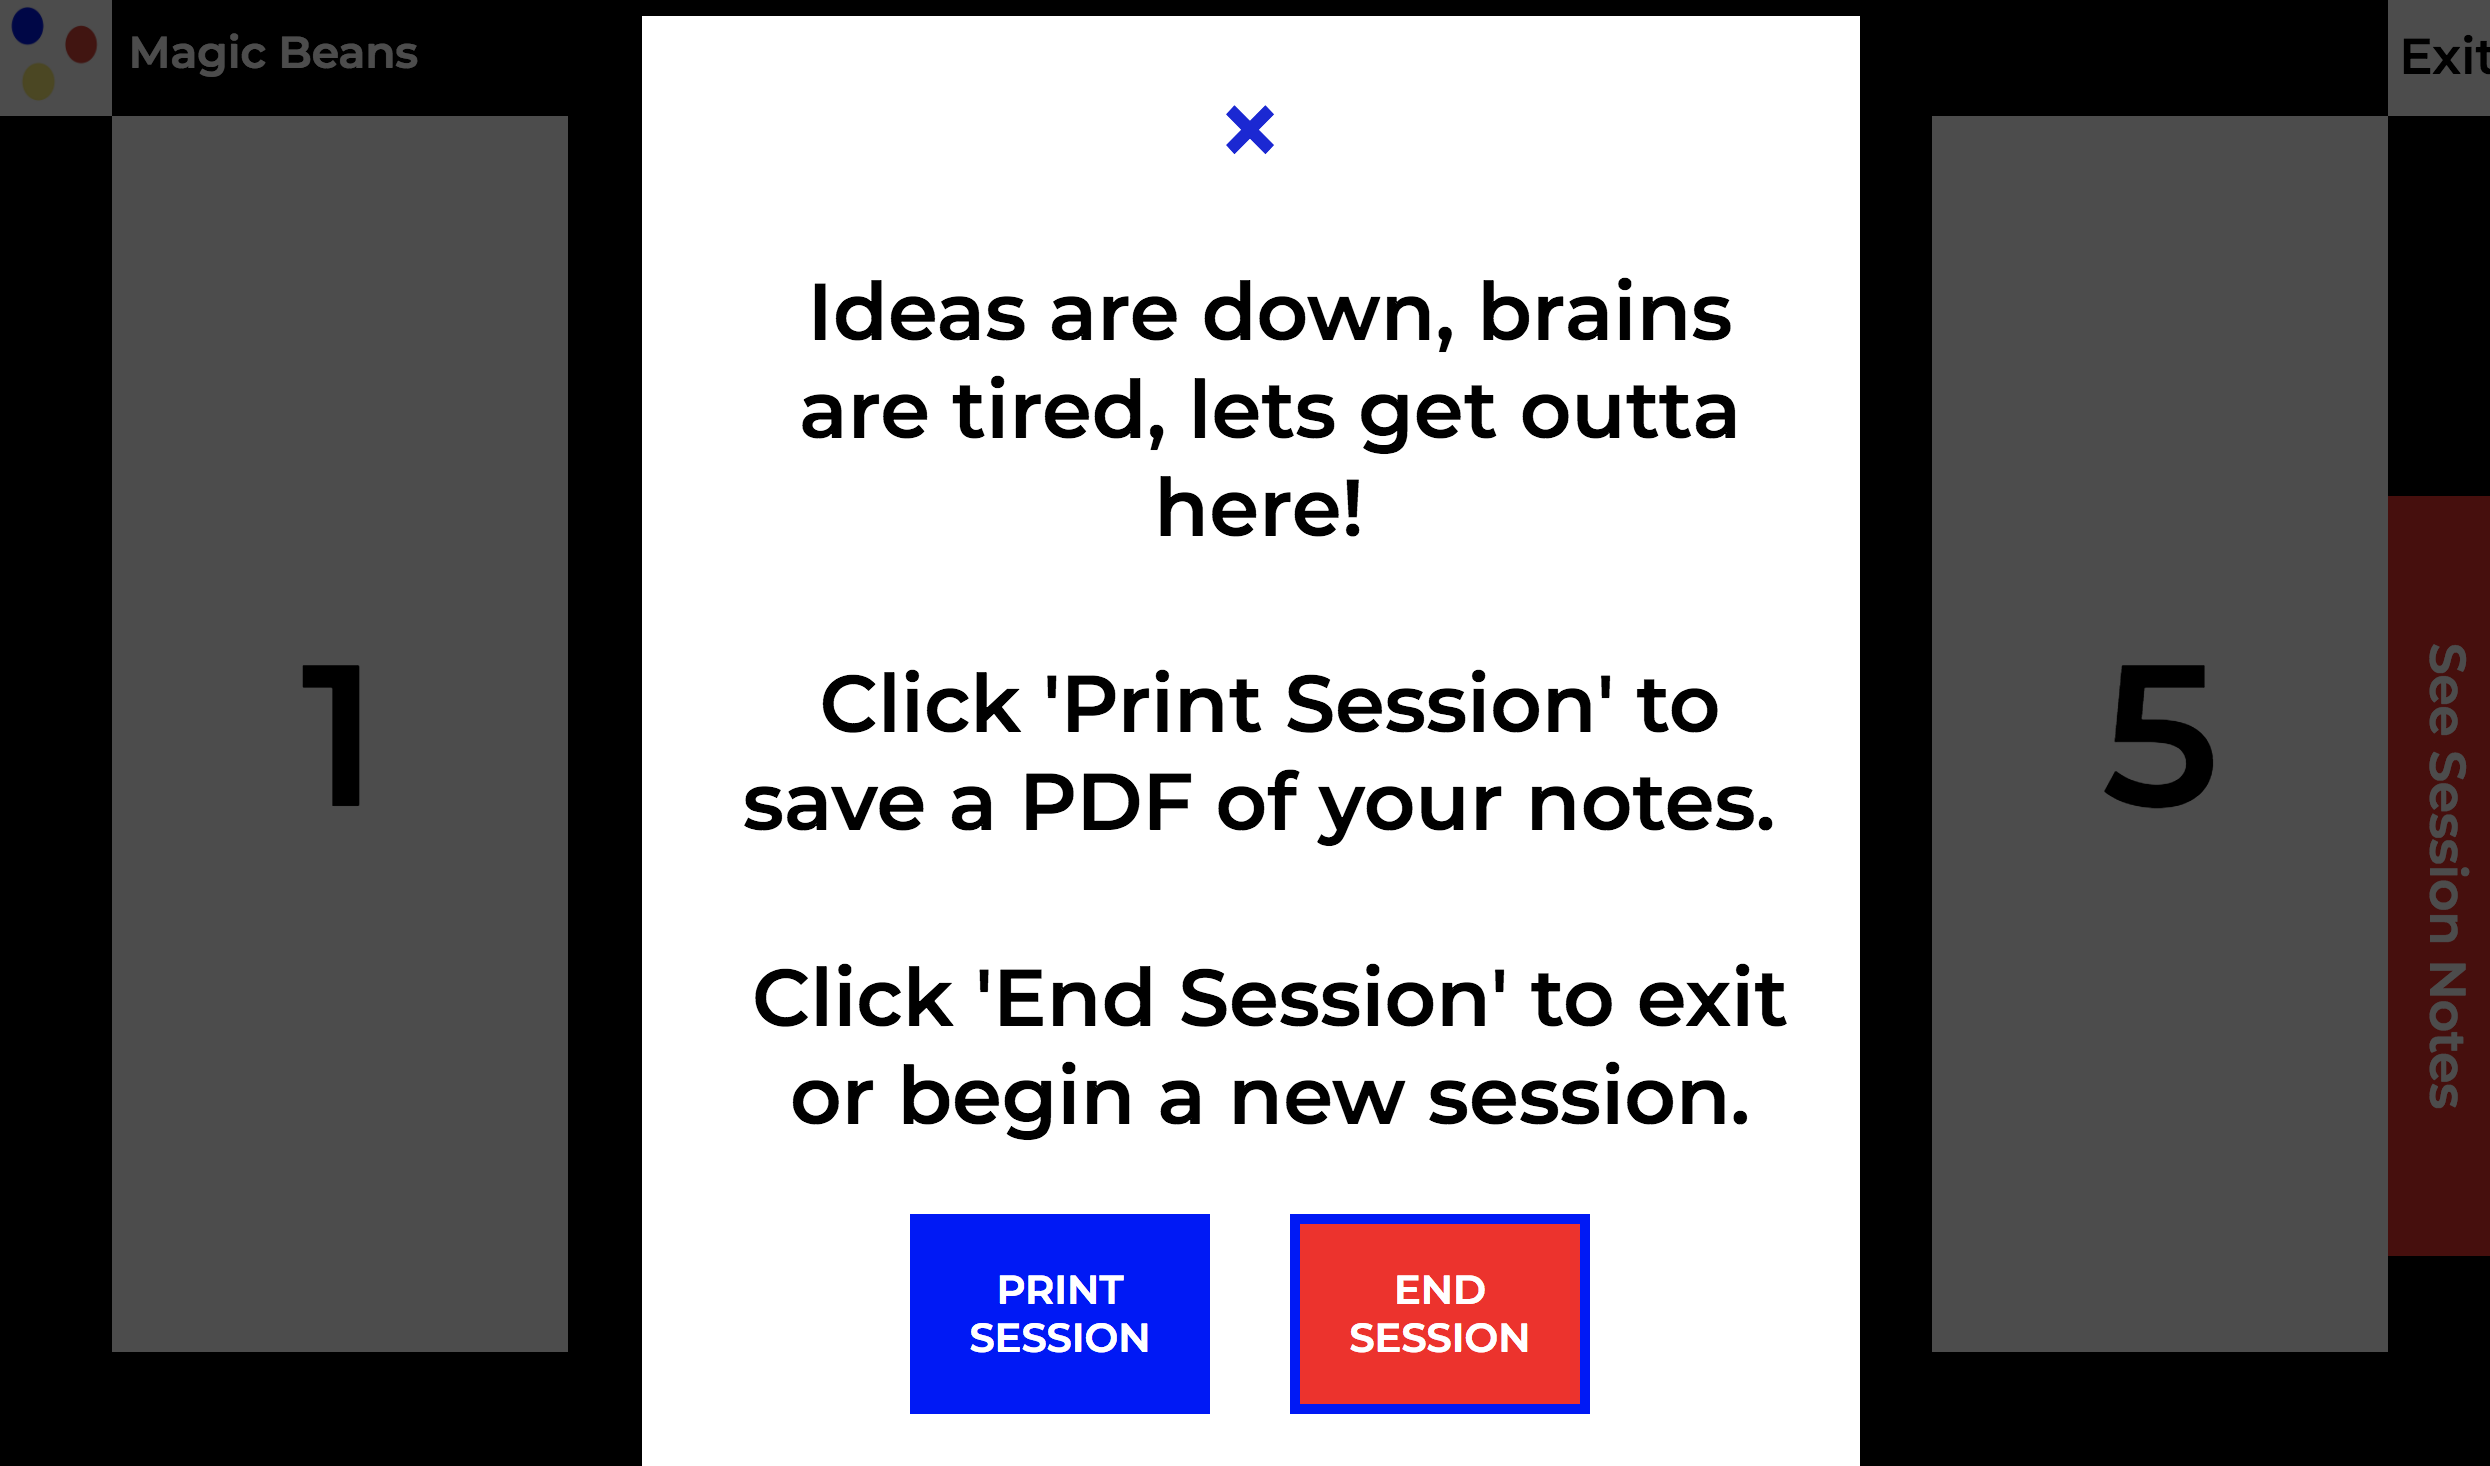 Magic Beans
Exit
1
Ideas are down, brains
are tired, lets get outta
here!
Click 'Print Session' to
save a PDF of your notes.
Click 'End Session' to exit
or begin a new session.
PRINT
SESSION
END
SESSION
5
See Session Notes